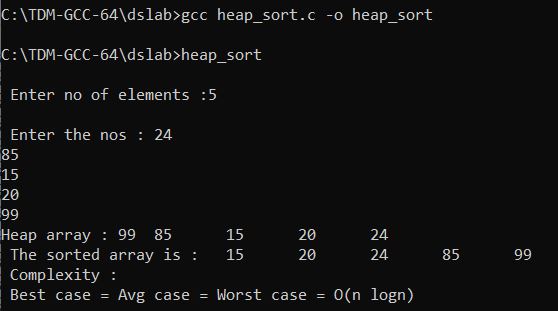 C:\TDM-GCC-64\dslab>gcc heap_sort.c -o heap_sort
C:\TDM-GCC-64\dslab>heap_sort
Enter no of elements :5
Enter the nos : 24
85
15
20
99
Heap array : 99 85 15 20 24
The sorted array is : 15 20 24 85 99
Complexity :
Best case = Avg case = Worst case = O(n logn)